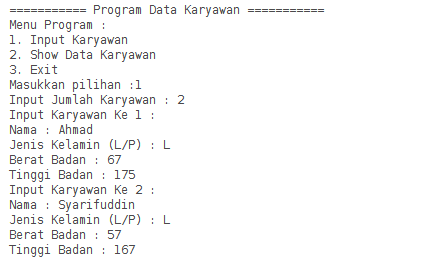 =========== Program Data Karyawan ===========
Menu Program :
1. Input Karyawan
2. Show Data Karyawan
3. Exit
Masukkan pilihan :1
Input Jumlah Karyawan : 2
Input Karyawan Ke 1 :
Nama : Ahmad
Jenis Kelamin (L/P) : L
Berat Badan : 67
Tinggi Badan : 175
Input Karyawan Ke 2 :
Nama : Syarifuddin
Jenis Kelamin (L/P) : L
Berat Badan : 57
Tinggi Badan : 167